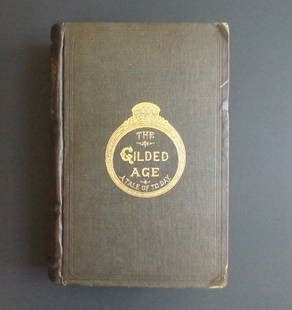 THE
GILDED
AGE
A TALE OF TO DAY